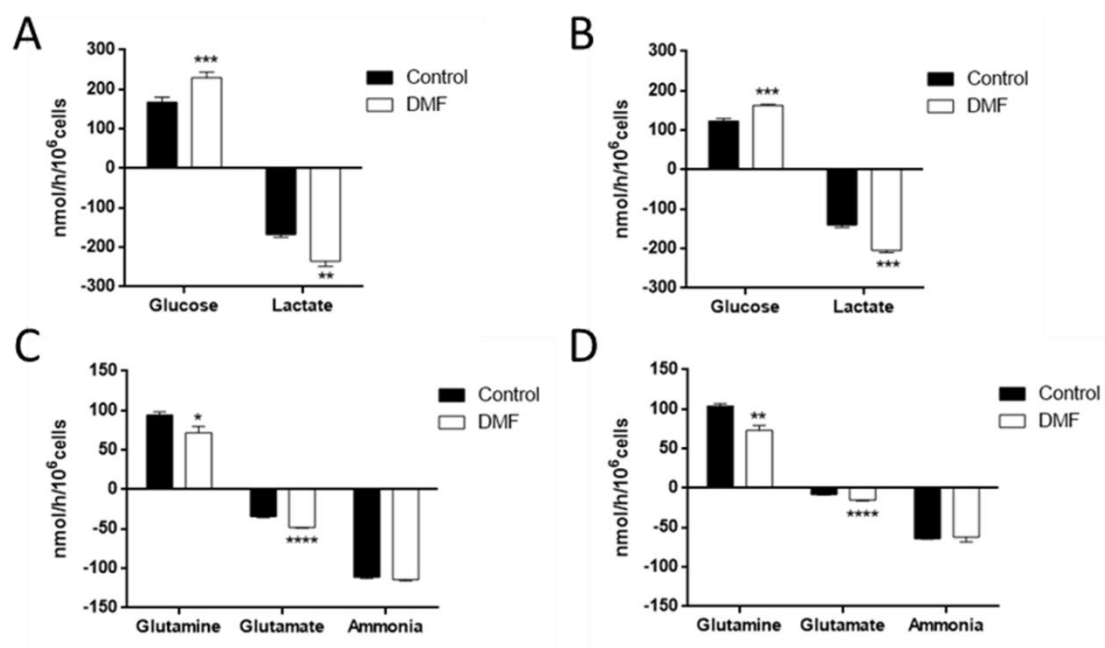 A
nmol/h/10⁶cells
300
200
100
0
-100
-200
-300
***
**
Glucose Lactate
Control
DMF
B
nmol/h/10⁶cells
300
200
100
0
-100
-200
-300
***
***
Glucose Lactate
Control
DMF
C
nmol/h/10⁶cells
150
100
50
0
-50
-100
-150
*
****
Glutamine Glutamate Ammonia
Control
DMF
D
nmol/h/10⁶cells
150
100
50
0
-50
-100
-150
**
****
Glutamine Glutamate Ammonia
Control
DMF